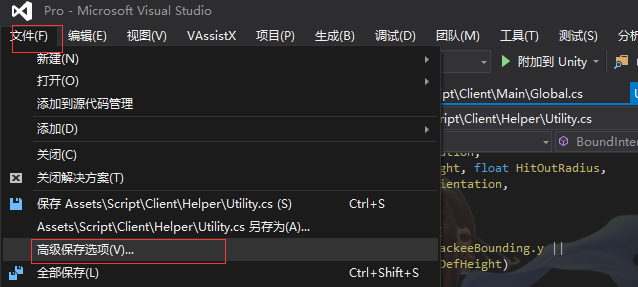 Pro - Microsoft Visual Studio
文件(F) 编辑(E) 视图(V) VAssistX 项目(P) 生成(B) 调试(D) 团队(M) 工具(T) 测试(S) 分析
新建(N)
打开(O)
附加到 Unity
添加到源代码管理
ipt\Client\Main\Global.cs
添加(D)
cript\Client\Helper\Utility.cs
关闭(C)
BoundInter
ation,
关闭解决方案(T)
ght, float HitOutRadius,
ientation,
保存 Assets\Script\Client\Helper\Utility.cs (S) Ctrl+S
Assets\Script\Client\Helper\Utility.cs 另存为(A)...
高级保存选项(V)...
ackeeBounding.y ||
DefHeight)
全部保存(L) Ctrl+Shift+S